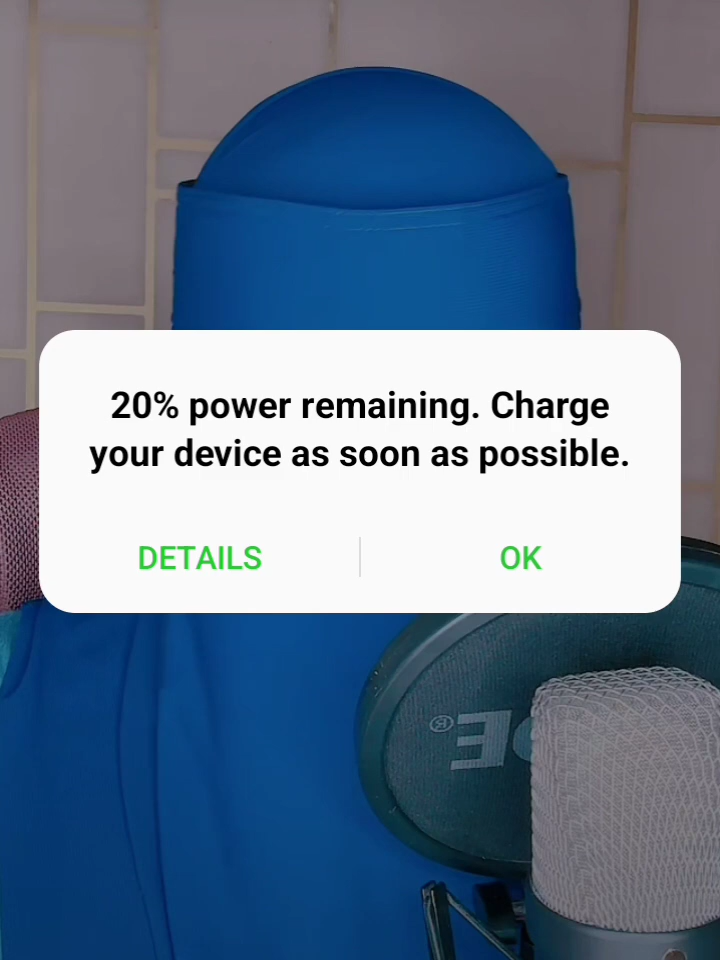 20% power remaining. Charge
your device as soon as possible.
DETAILS
OK